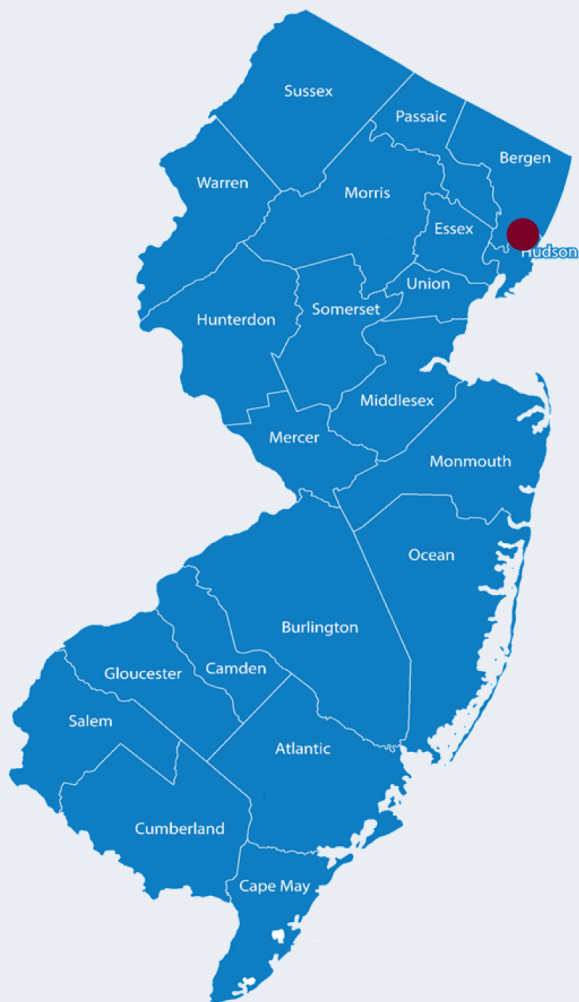 Sussex
Passaic
Bergen
Warren
Morris
Essex
Hudson
Union
Somerset
Hunterdon
Middlesex
Mercer
Monmouth
Ocean
Burlington
Camden
Gloucester
Salem
Atlantic
Cumberland
Cape May